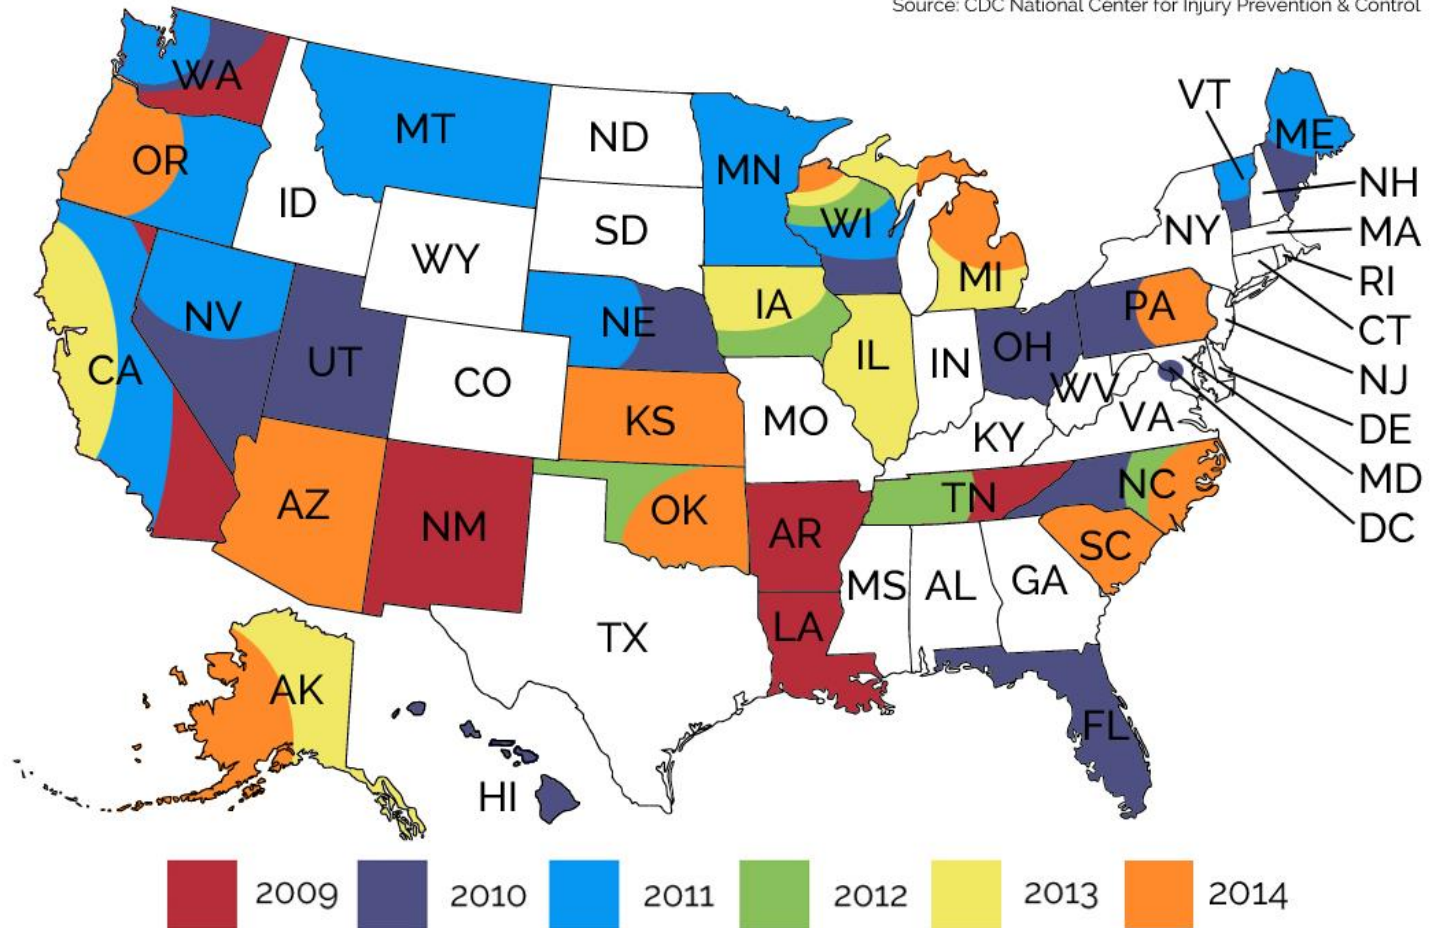 Source: CDC National Center for Injury Prevention & Control
WA
MT
ND
MN
VT
ME
OR
ID
SD
WI
NY
NH
MA
WY
MI
RI
NV
NE
IA
PA
CT
UT
CO
IL
IN
OH
NJ
CA
KS
MO
WV
VA
DE
KY
MD
AZ
NM
OK
AR
TN
NC
DC
SC
MS
AL
GA
TX
LA
AK
FL
HI
2009
2010
2011
2012
2013
2014